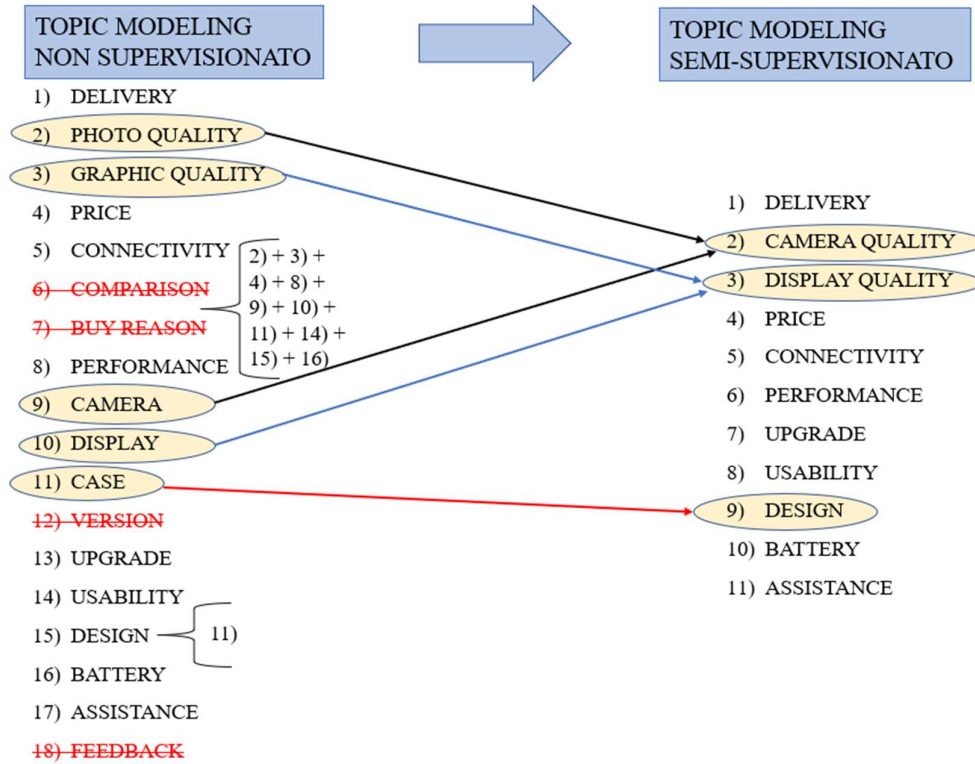 TOPIC MODELING
NON SUPERVISIONATO
TOPIC MODELING
SEMI-SUPERVISIONATO
1) DELIVERY
2) PHOTO QUALITY
3) GRAPHIC QUALITY
4) PRICE
5) CONNECTIVITY
6) COMPARISON
7) BUY REASON
8) PERFORMANCE
9) CAMERA
10) DISPLAY
11) CASE
12) VERSION
13) UPGRADE
14) USABILITY
15) DESIGN
16) BATTERY
17) ASSISTANCE
18) FEEDBACK
2) + 3) +
4) + 8) +
9) + 10) +
11) + 14) +
15) + 16)
11)
1) DELIVERY
2) CAMERA QUALITY
3) DISPLAY QUALITY
4) PRICE
5) CONNECTIVITY
6) PERFORMANCE
7) UPGRADE
8) USABILITY
9) DESIGN
10) BATTERY
11) ASSISTANCE